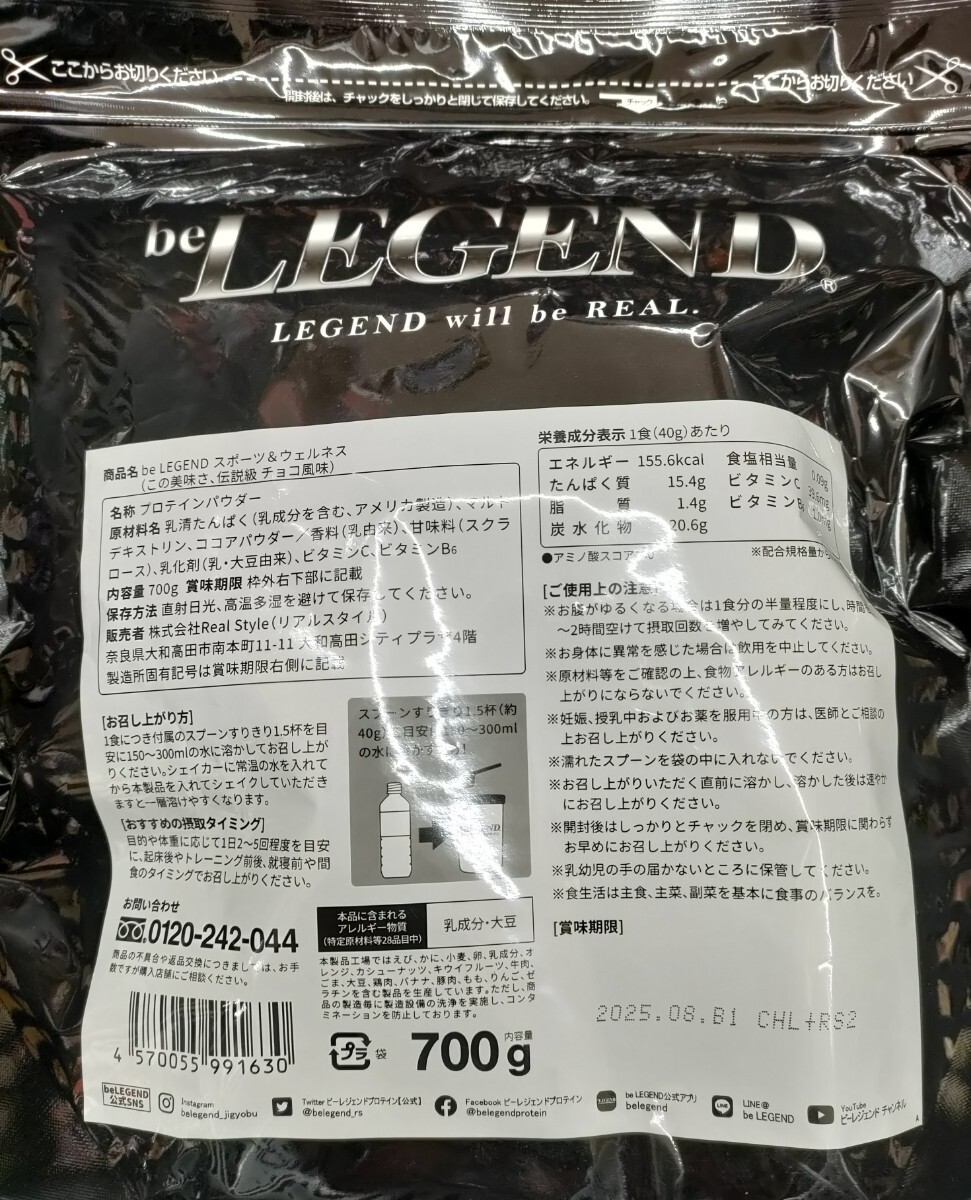 ここからお切りください
ここからお切りください
開封後は、チャックをしっかりと閉じて保存してください。
チャック
be LEGEND®
LEGEND will be REAL.
商品名 be LEGEND スポーツ&ウェルネス
(この美味さ、伝説級 チョコ風味)
名称 プロテインパウダー
原材料名 乳清たんぱく(乳成分を含む、アメリカ製造)、マルト
デキストリン、ココアパウダー/香料(乳由来)、甘味料(スクラ
ロース)、乳化剤(乳・大豆由来)、ビタミンC、ビタミンB6
内容量 700g 賞味期限 枠外右下部に記載
保存方法 直射日光、高温多湿を避けて保存してください。
販売者 株式会社Real Style(リアルスタイル)
奈良県大和高田市南本町11-11 大和高田シティプラザ4階
製造所固有記号は賞味期限右側に記載
[お召し上がり方]
1食につき付属のスプーンすりきり1.5杯を目
安に150〜300mlの水に溶かしてお召し上が
りください。シェイカーに常温の水を入れて
から本製品を入れてシェイクしていただき
ますと一層溶けやすくなります。
[おすすめの摂取タイミング]
目的や体重に応じて1日2〜5回程度を目安
に、起床後やトレーニング前後、就寝前や間
食のタイミングでお召し上がりください。
スプーンすりきり1.5杯(約
40g)を目安に150〜300ml
の水に
LEGEND
お問い合わせ
0120-242-044
商品の不具合や返品交換につきましては、お手
数ですが購入店舗にご相談ください。
4 570055 991630
本品に含まれる
アレルギー物質
(特定原材料等28品目中)
乳成分・大豆
本製品工場ではえび、かに、小麦、卵、乳成分、オ
レンジ、カシューナッツ、キウイフルーツ、牛肉、
ごま、大豆、鶏肉、バナナ、豚肉、もも、りんご、ゼ
ラチンを含む製品を生産しています。ただし、商
品の製造毎に製造設備の洗浄を実施し、コンタ
ミネーションを防止しております。
プラ 袋
内容量
700g
栄養成分表示 1食(40g)あたり
エネルギー 155.6kcal 食塩相当量 0.09g
たんぱく質 15.4g ビタミンC
脂質 1.4g ビタミンB6
炭水化物 20.6g
●アミノ酸スコア
※配合規格量から
[ご使用上の注意]
※お腹がゆるくなる場合は1食分の半量程度にし、時間を
〜2時間空けて摂取回数を増やしてみてください。
※お身体に異常を感じた場合は飲用を中止してください。
※原材料等をご確認の上、食物アレルギーのある方はお召し
上がりにならないでください。
※妊娠、授乳中およびお薬を服用中の方は、医師とご相談の
上お召し上がりください。
※濡れたスプーンを袋の中に入れないでください。
※お召し上がりいただく直前に溶かし、溶かした後は速やか
にお召し上がりください。
※開封後はしっかりとチャックを閉め、賞味期限に関わらず
お早めにお召し上がりください。
※乳幼児の手の届かないところに保管してください。
※食生活は主食、主菜、副菜を基本に食事のバランスを。
[賞味期限]
2025.08.B1 CHL+RS2
beLEGEND
公式SNS
Instagram
belegend_jigyobu
Twitter ビーレジェンドプロテイン【公式】
@belegend_rs
Facebook ビーレジェンドプロテイン
@belegendprotein
be LEGEND公式アプリ
belegend
LINE@
be LEGEND
YouTube
ビーレジェンド チャンネル
A